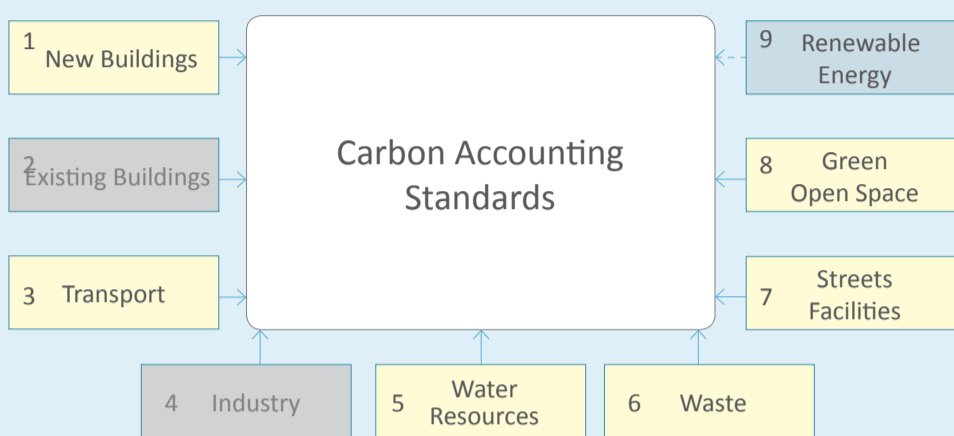 1
New Buildings
2
Existing Buildings
3 Transport
4 Industry
5 Water
Resources
6 Waste
7 Streets
Facilities
8 Green
Open Space
9 Renewable
Energy
Carbon Accounting
Standards